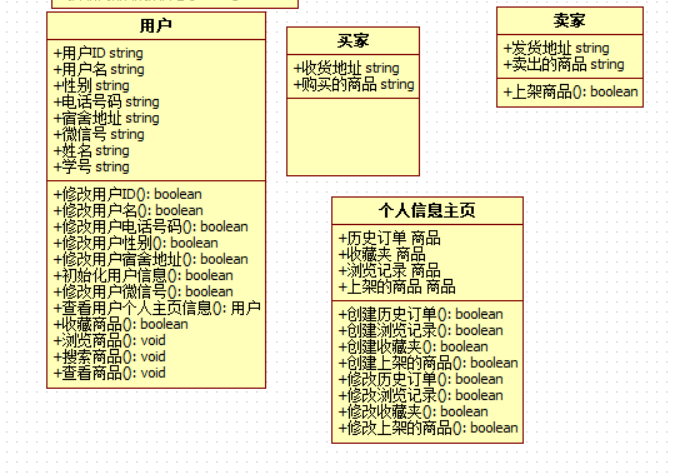 用户
+用户ID string
+用户名 string
+性别 string
+电话号码 string
+宿舍地址 string
+微信号 string
+姓名 string
+学号 string
+修改用户ID(): boolean
+修改用户名(): boolean
+修改用户电话号码(): boolean
+修改用户性别(): boolean
+修改用户宿舍地址(): boolean
+初始化用户信息(): boolean
+修改用户微信号(): boolean
+查看用户个人主页信息(): 用户
+收藏商品(): boolean
+浏览商品(): void
+搜索商品(): void
+查看商品(): void
买家
+收货地址 string
+购买的商品 string
卖家
+发货地址 string
+卖出的商品 string
+上架商品(): boolean
个人信息主页
+历史订单 商品
+收藏夹 商品
+浏览记录 商品
+上架的商品 商品
+创建历史订单(): boolean
+创建浏览记录(): boolean
+创建收藏夹(): boolean
+创建上架的商品(): boolean
+修改历史订单(): boolean
+修改浏览记录(): boolean
+修改收藏夹(): boolean
+修改上架的商品(): boolean